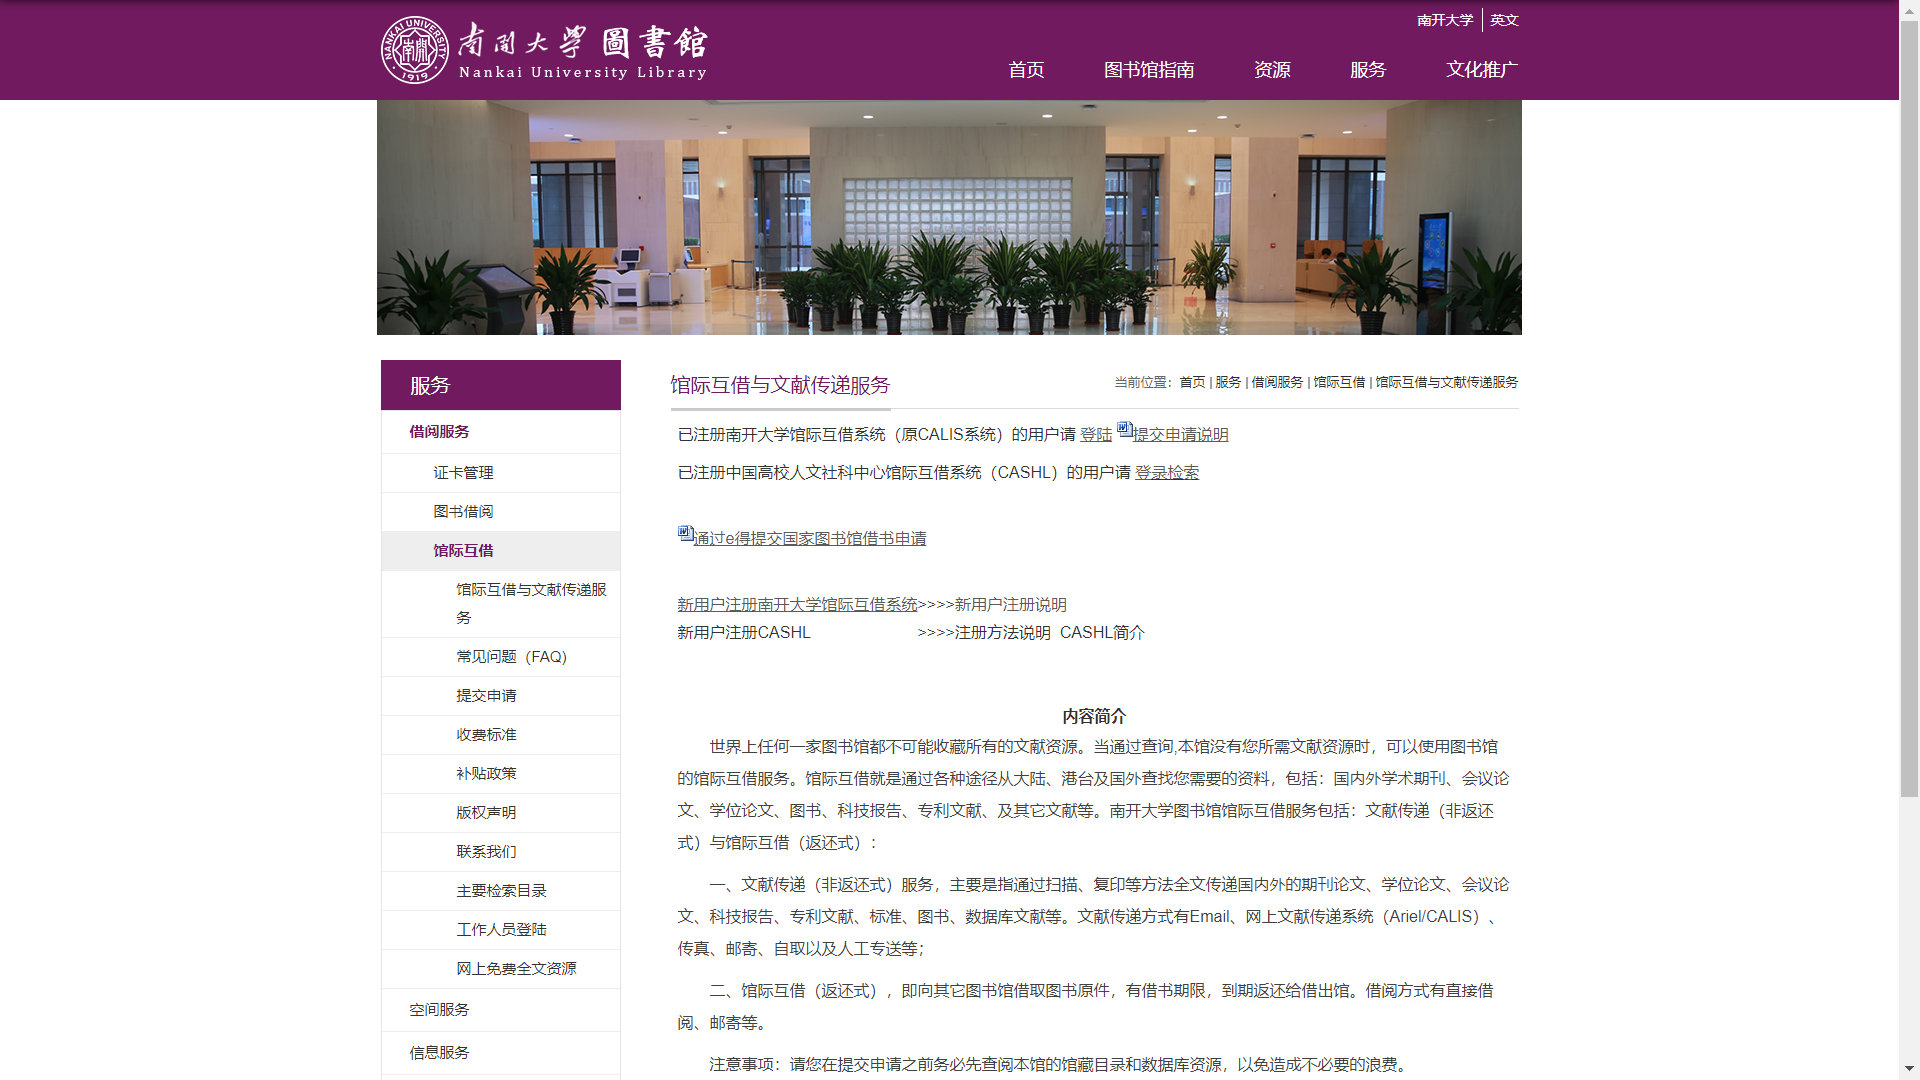 南开大学 英文
南開大學 圖書館
Nankai University Library
NANKAI UNIVERSITY
1919
首页 图书馆指南 资源 服务 文化推广
服务
借阅服务
证卡管理
图书借阅
馆际互借
馆际互借与文献传递服
务
常见问题（FAQ)
提交申请
收费标准
补贴政策
版权声明
联系我们
主要检索目录
工作人员登陆
网上免费全文资源
空间服务
信息服务
馆际互借与文献传递服务
当前位置：首页 | 服务 | 借阅服务 | 馆际互借 | 馆际互借与文献传递服务
已注册南开大学馆际互借系统（原CALIS系统）的用户请 登陆 提交申请说明
已注册中国高校人文社科中心馆际互借系统（CASHL）的用户请 登录检索
通过e得提交国家图书馆借书申请
新用户注册南开大学馆际互借系统>>>>新用户注册说明
新用户注册CASHL >>>>注册方法说明 CASHL简介
内容简介
世界上任何一家图书馆都不可能收藏所有的文献资源。当通过查询,本馆没有您所需文献资源时，可以使用图书馆
的馆际互借服务。馆际互借就是通过各种途径从大陆、港台及国外查找您需要的资料，包括：国内外学术期刊、会议论
文、学位论文、图书、科技报告、专利文献、及其它文献等。南开大学图书馆馆际互借服务包括：文献传递（非返还
式）与馆际互借（返还式）：
一、文献传递（非返还式）服务，主要是指通过扫描、复印等方法全文传递国内外的期刊论文、学位论文、会议论
文、科技报告、专利文献、标准、图书、数据库文献等。文献传递方式有Email、网上文献传递系统（Ariel/CALIS）、
传真、邮寄、自取以及人工专送等；
二、馆际互借（返还式），即向其它图书馆借取图书原件，有借书期限，到期返还给借出馆。借阅方式有直接借
阅、邮寄等。
注意事项：请您在提交申请之前务必先查阅本馆的馆藏目录和数据库资源，以免造成不必要的浪费。